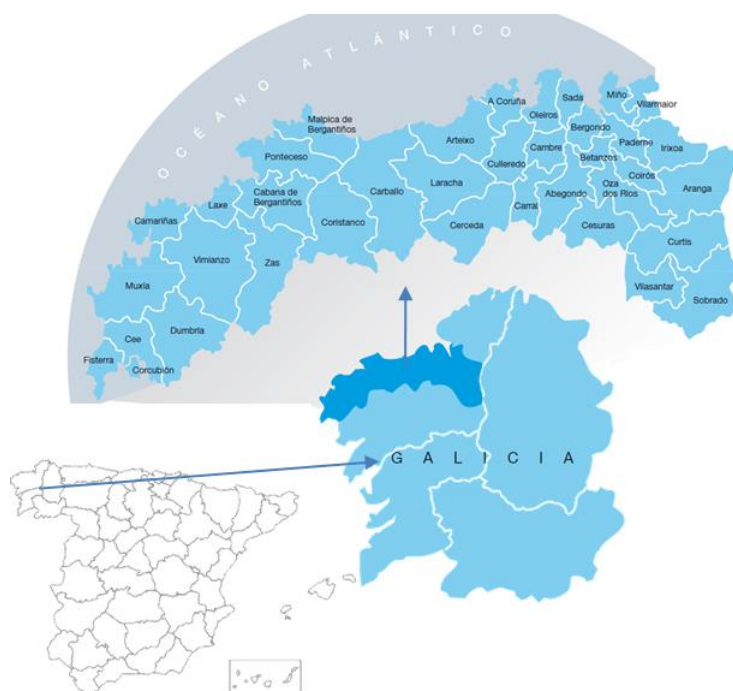 OCÉANO ATLÁNTICO
A Coruña
Sada
Miño
Vilarmaior
Oleiros
Malpica de
Bergantiños
Bergondo
Arteixo
Cambre
Paderne
Irixoa
Ponteceso
Culleredo
Betanzos
Coirós
Cabana de
Bergantiños
Carballo
Laracha
Abegondo
Oza
dos Ríos
Aranga
Laxe
Camariñas
Coristanco
Cerceda
Carral
Cesuras
Curtis
Vimianzo
Zas
Muxía
Vilasantar
Sobrado
Dumbría
Cee
Fisterra
Corcubión
GALICIA